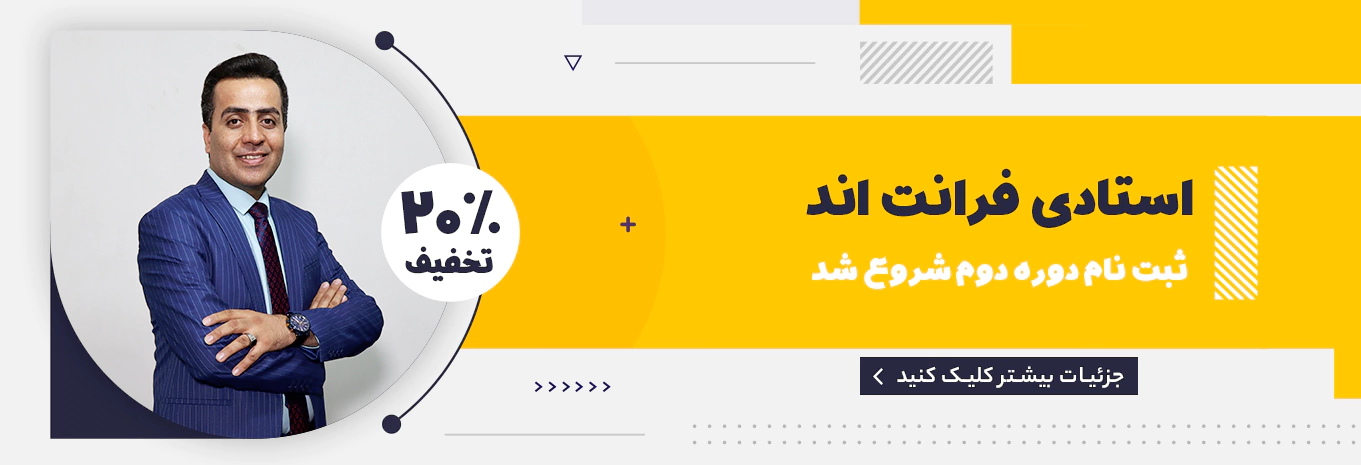 استادی فرانت اند
ثبت نام دوره دوم شروع شد
۲۰٪
تخفیف
جزئیات بیشتر کلیک کنید